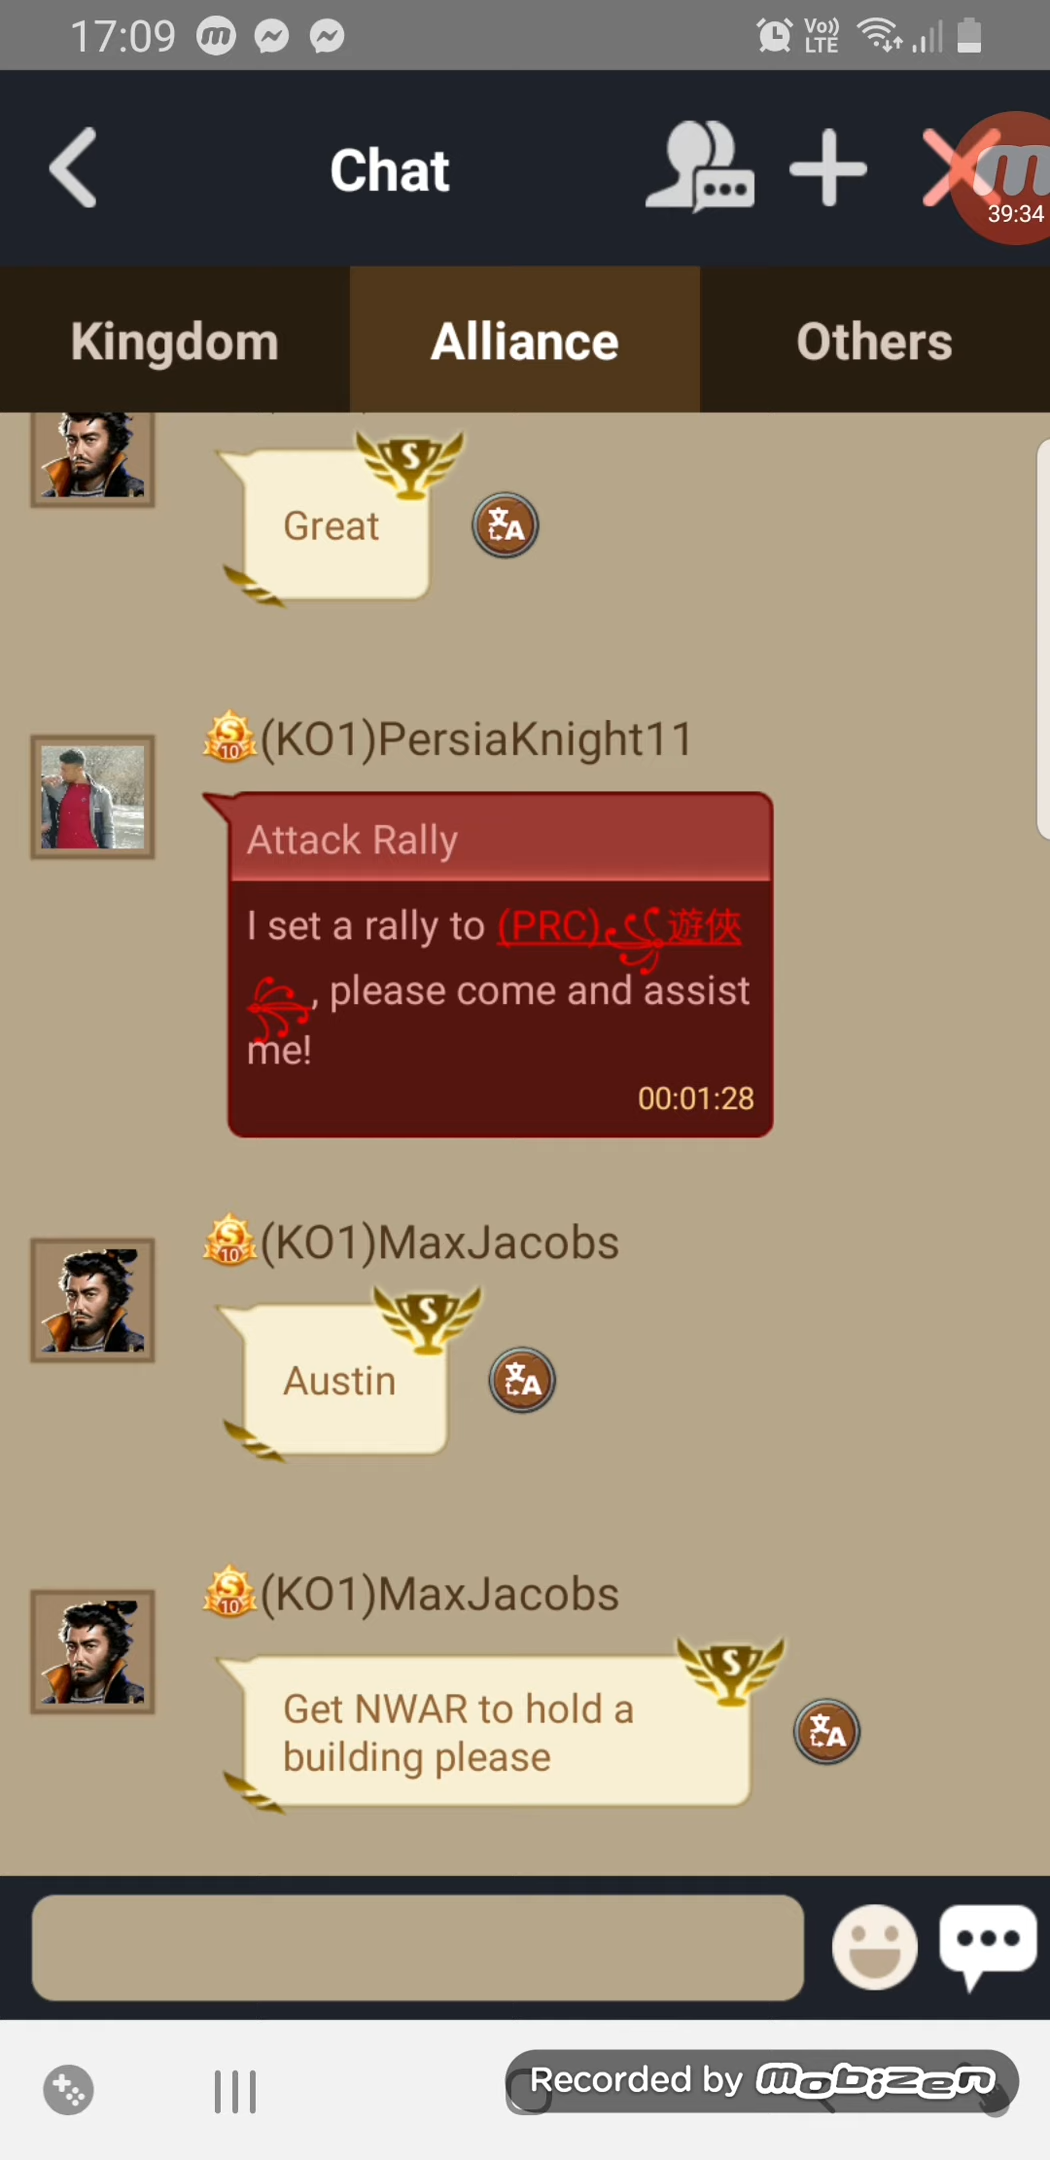 17:09
Vo))
LTE
Chat
39:34
Kingdom
Alliance
Others
Great
(KO1)PersiaKnight11
Attack Rally
I set a rally to (PRC)꧁遊俠
꧂, please come and assist
me!
00:01:28
(KO1)MaxJacobs
Austin
(KO1)MaxJacobs
Get NWAR to hold a
building please
Recorded by mobizen